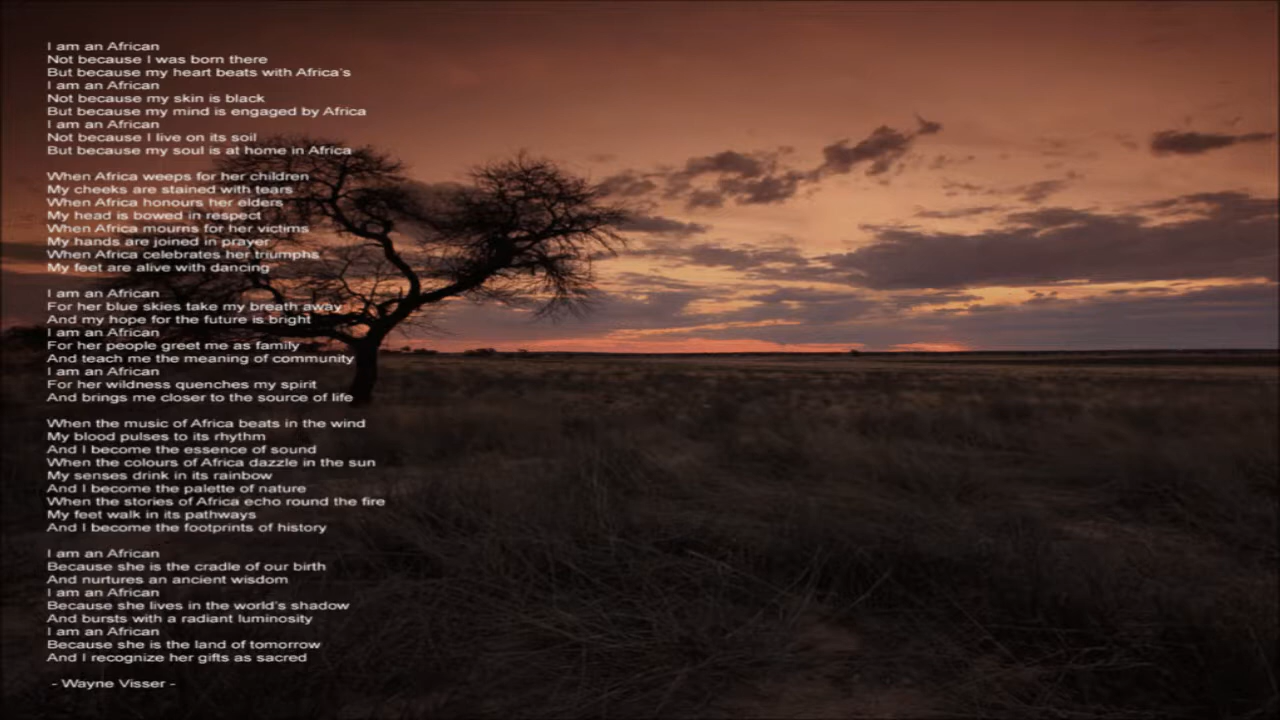 I am an African
Not because I was born there
But because my heart beats with Africa's
I am an African
Not because my skin is black
But because my mind is engaged by Africa
I am an African
Not because I live on its soil
But because my soul is at home in Africa

When Africa weeps for her children
My cheeks are stained with tears
When Africa honours her elders
My head is bowed in respect
When Africa mourns for her victims
My hands are joined in prayer
When Africa celebrates her triumphs
My feet are alive with dancing

I am an African
For her blue skies take my breath away
And my hope for the future is bright
I am an African
For her people greet me as family
And teach me the meaning of community
I am an African
For her wildness quenches my spirit
And brings me closer to the source of life

When the music of Africa beats in the wind
My blood pulses to its rhythm
And I become the essence of sound
When the colours of Africa dazzle in the sun
My senses drink in its rainbow
And I become the palette of nature
When the stories of Africa echo round the fire
My feet walk in its pathways
And I become the footprints of history

I am an African
Because she is the cradle of our birth
And nurtures an ancient wisdom
I am an African
Because she lives in the world's shadow
And bursts with a radiant luminosity
I am an African
Because she is the land of tomorrow
And I recognize her gifts as sacred

- Wayne Visser -